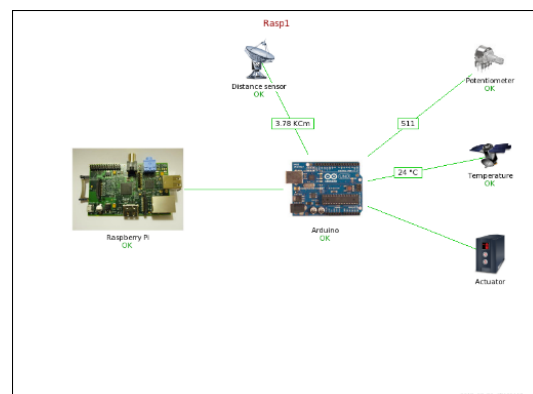 Rasp1
Distance sensor
OK
Potentiometer
OK
3.78 KCm
511
24 °C
Temperature
OK
Raspberry Pi
OK
Arduino
OK
Actuator